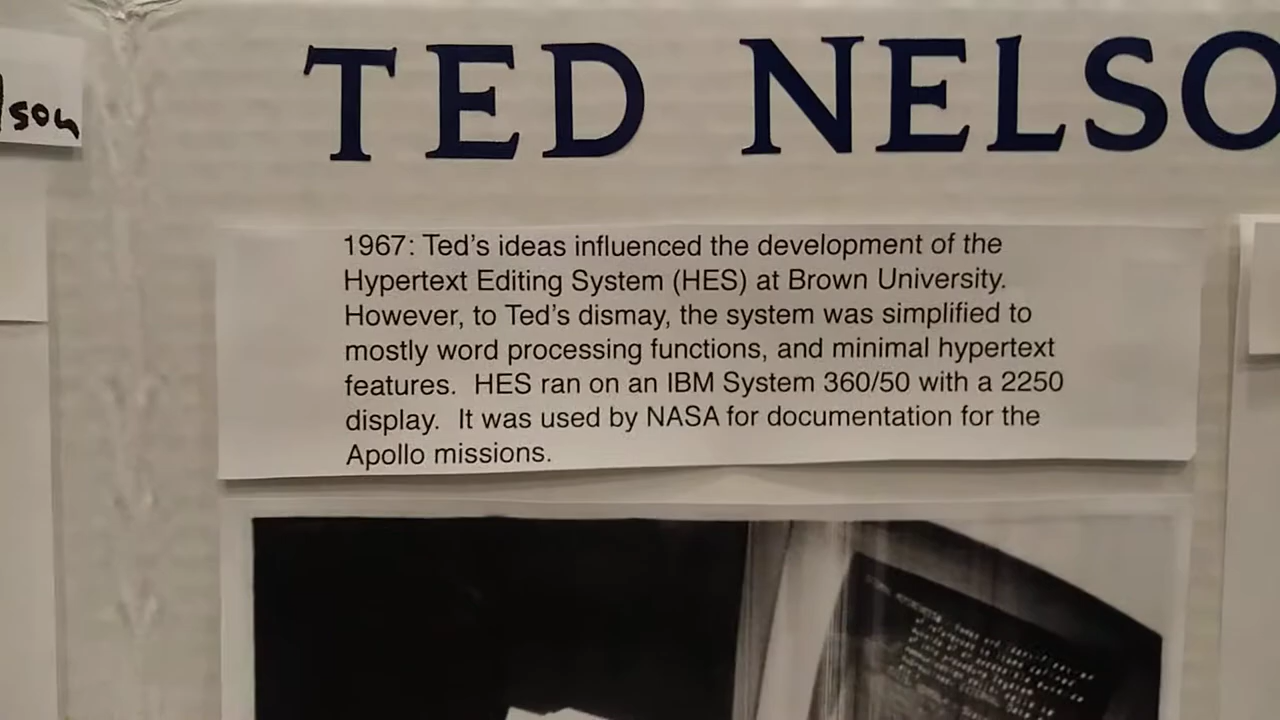 lson
TED NELSO
1967: Ted's ideas influenced the development of the
Hypertext Editing System (HES) at Brown University.
However, to Ted's dismay, the system was simplified to
mostly word processing functions, and minimal hypertext
features. HES ran on an IBM System 360/50 with a 2250
display. It was used by NASA for documentation for the
Apollo missions.